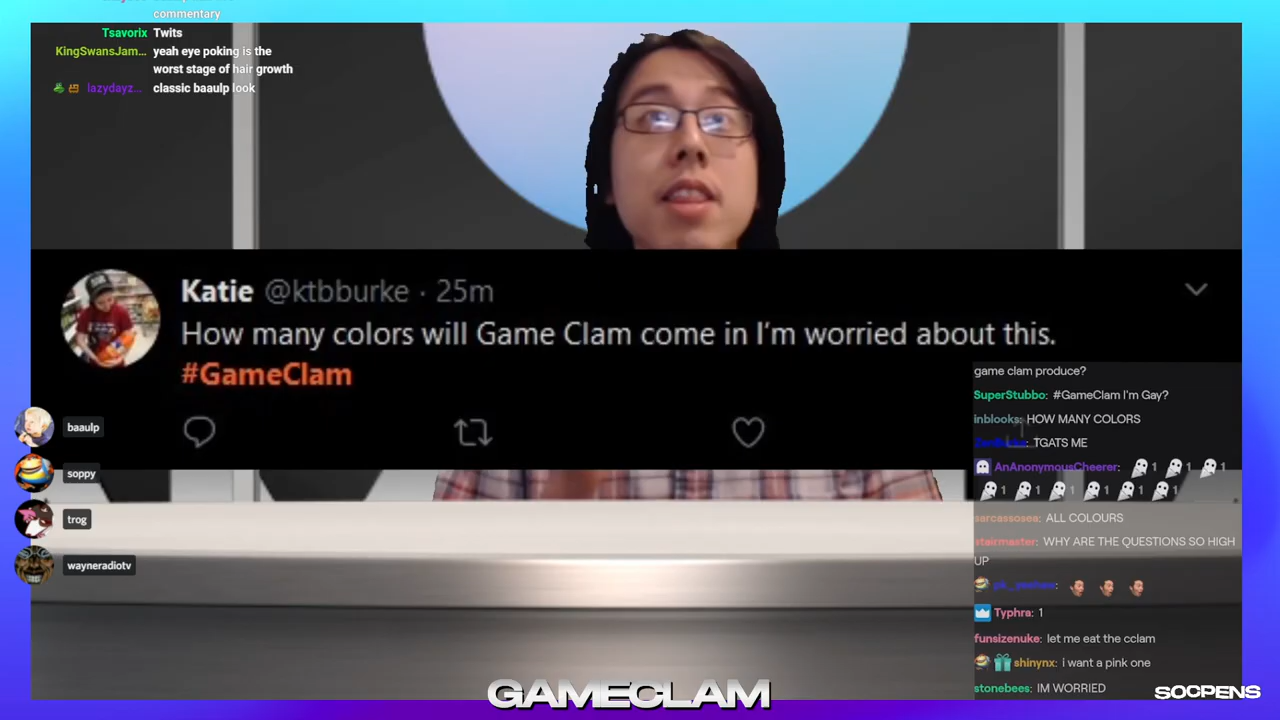 commentary
Tsavorix Twits
KingSwansJam... yeah eye poking is the
worst stage of hair growth
lazydayz... classic baaulp look
Katie @ktbburke · 25m
How many colors will Game Clam come in I'm worried about this.
#GameClam
baaulp
soppy
trog
wayneradiotv
game clam produce?
SuperStubbo: #GameClam I'm Gay?
inblooks: HOW MANY COLORS
: TGATS ME
AnAnonymousCheerer: 1 1 1
1 1 1 1 1 1
sarcassosea: ALL COLOURS
stairmaster: WHY ARE THE QUESTIONS SO HIGH
UP
Typhra: 1
funsizenuke: let me eat the cclam
shinynx: i want a pink one
stonebees: IM WORRIED
GAMECLAM
SOCPENS